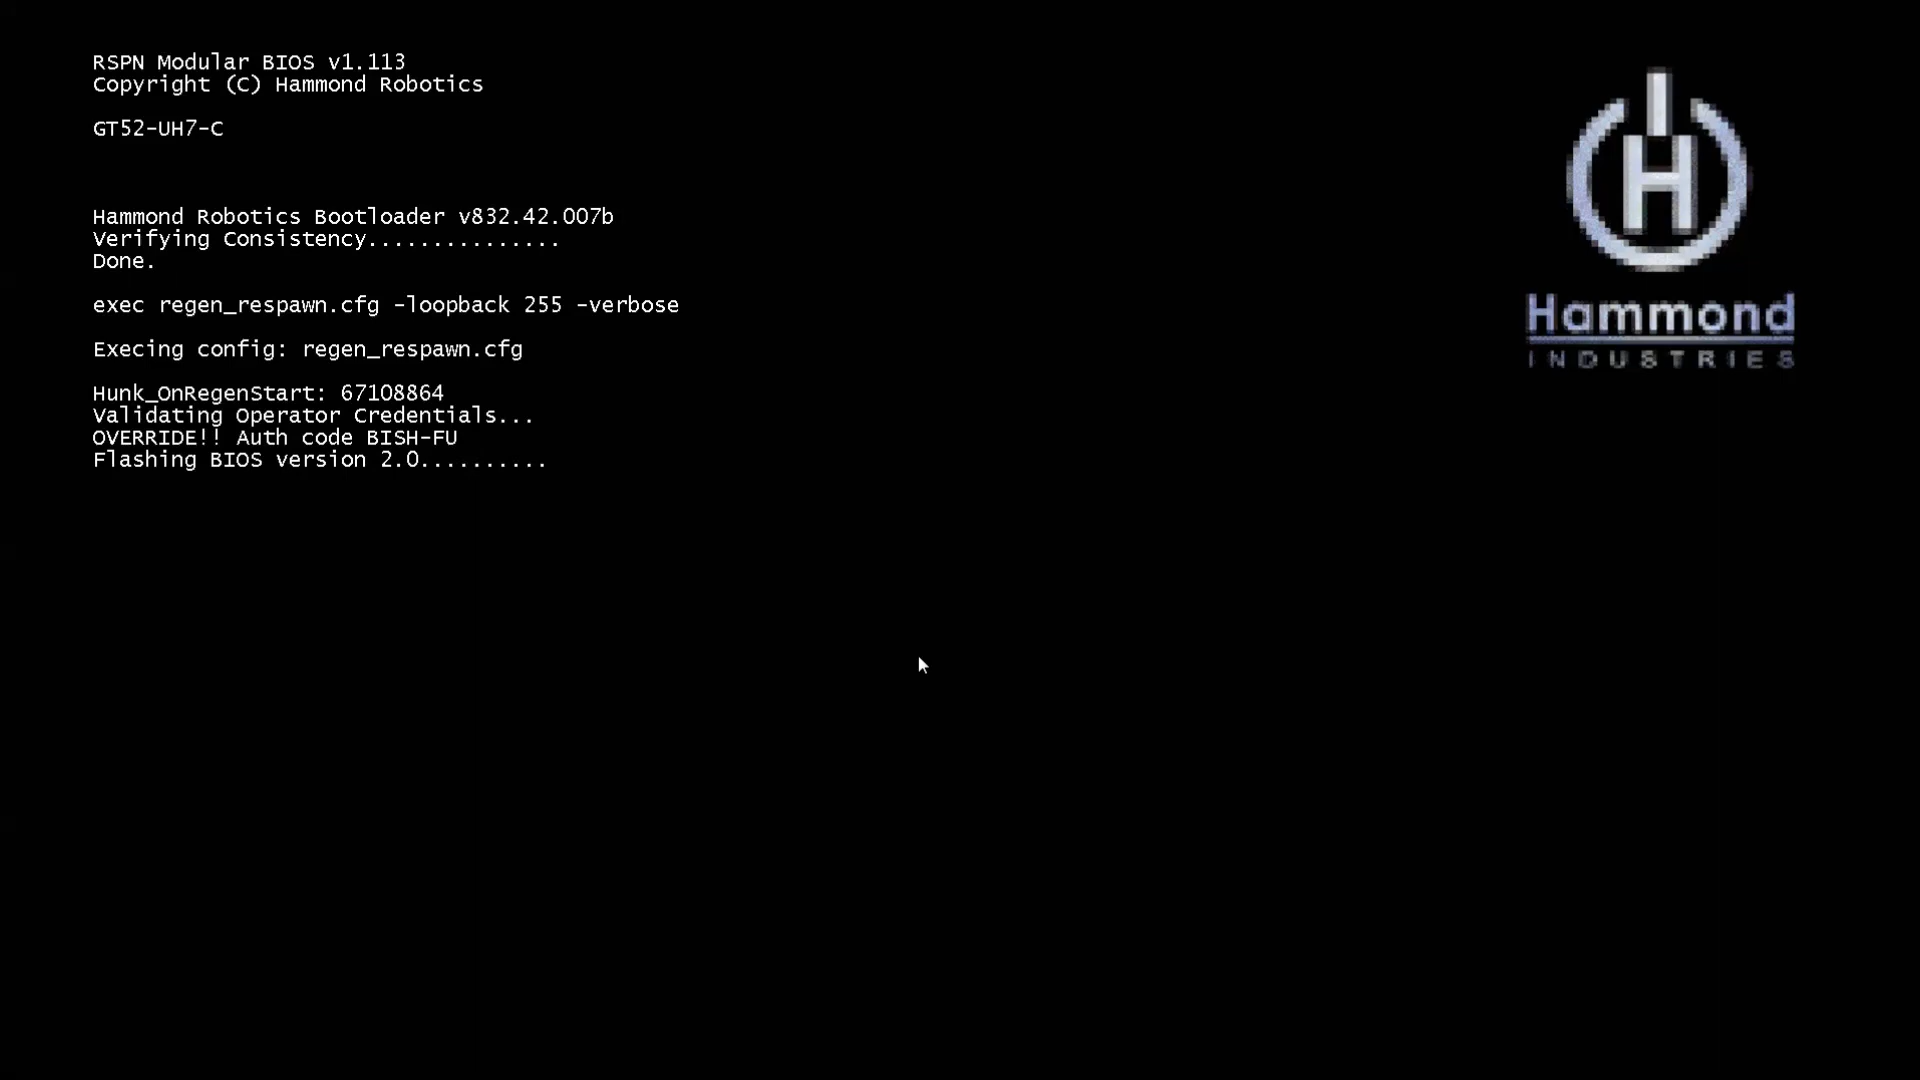 RSPN Modular BIOS v1.113
Copyright (C) Hammond Robotics
GT52-UH7-C
Hammond Robotics Bootloader v832.42.007b
Verifying Consistency...............
Done.
exec regen_respawn.cfg -loopback 255 -verbose
Execing config: regen_respawn.cfg
Hunk_OnRegenStart: 67108864
Validating Operator Credentials...
OVERRIDE!! Auth code BISH-FU
Flashing BIOS version 2.0..........
H
Hammond
INDUSTRIES